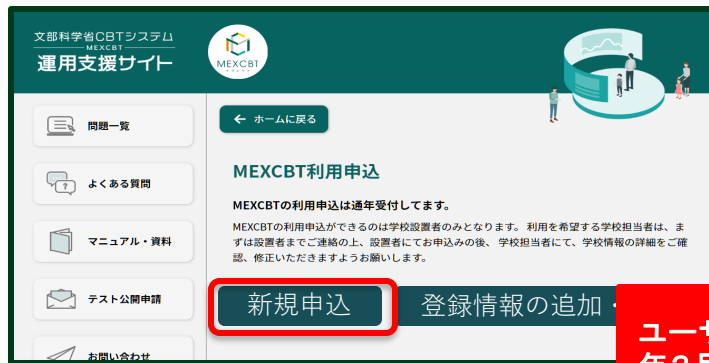 文部科学省CBTシステム
MEXCBT
運用支援サイト
MEXCBT
問題一覧
よくある質問
マニュアル・資料
テスト公開申請
お問い合わせ
← ホームに戻る
MEXCBT利用申込
MEXCBTの利用申込は通年受付してます。
MEXCBTの利用申込ができるのは学校設置者のみとなります。 利用を希望する学校担当者は、ま
ずは設置者までご連絡の上、設置者にてお申込みの後、 学校担当者にて、学校情報の詳細をご確
認、修正いただきますようお願いします。
新規申込
登録情報の追加・
ユーサ